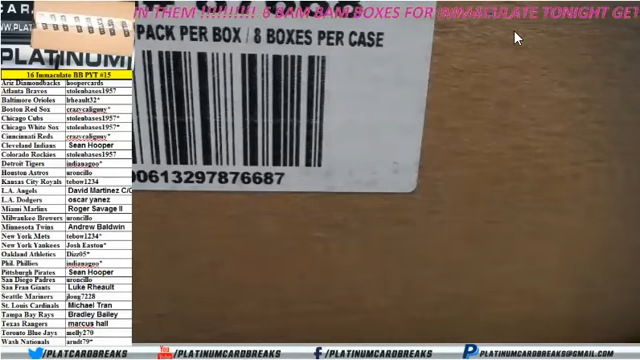 IN THEM !!!!!!!!! 6 BAM BAM BOXES FOR IMMACULATE TONIGHT GET
PLATINUM
16 Immaculate BB PYT #15
Ariz Diamondbacks hoopercards
Atlanta Braves stolenbases1957
Baltimore Orioles lrheault32*
Boston Red Sox crazycaliguny*
Chicago Cubs stolenbases1957*
Chicago White Sox stolenbases1957*
Cincinnati Reds crazycaliguny*
Cleveland Indians Sean Hooper
Colorado Rockies stolenbases1957
Detroit Tigers indianagoo*
Houston Astros uroncillo
Kansas City Royals tebow1234
L.A. Angels David Martinez C/O
L.A. Dodgers oscar yanez
Miami Marlins Roger Savage II
Milwaukee Brewers uroncillo
Minnesota Twins Andrew Baldwin
New York Mets tebow1234*
New York Yankees Josh Easton*
Oakland Athletics Dizz05*
Phil. Phillies indianagoo*
Pittsburgh Pirates Sean Hooper
San Diego Padres uroncillo
San Fran Giants Luke Rheault
Seattle Mariners jlong7228
St. Louis Cardinals Michael Tran
Tampa Bay Rays Bradley Bailey
Texas Rangers marcus hall
Toronto Blue Jays melly270
Wash Nationals arndt79*
PACK PER BOX / 8 BOXES PER CASE
00613297876687
/PLATCARDBREAKS
You Tube /PLATINUMCARDBREAKS
f /PLATINUMCARDBREAKS
P /PLATINUMCARDBREAKS